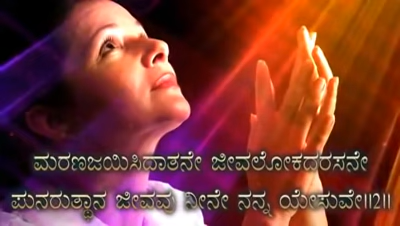 ಮರಣಜಯಿಸಿದಾತನೇ ಜೀವಲೋಕದರಸನೇ
ಪುನರುತ್ಥಾನ ಜೀವವು ನೀನೇ ನನ್ನ ಯೇಸುವೇ||2||